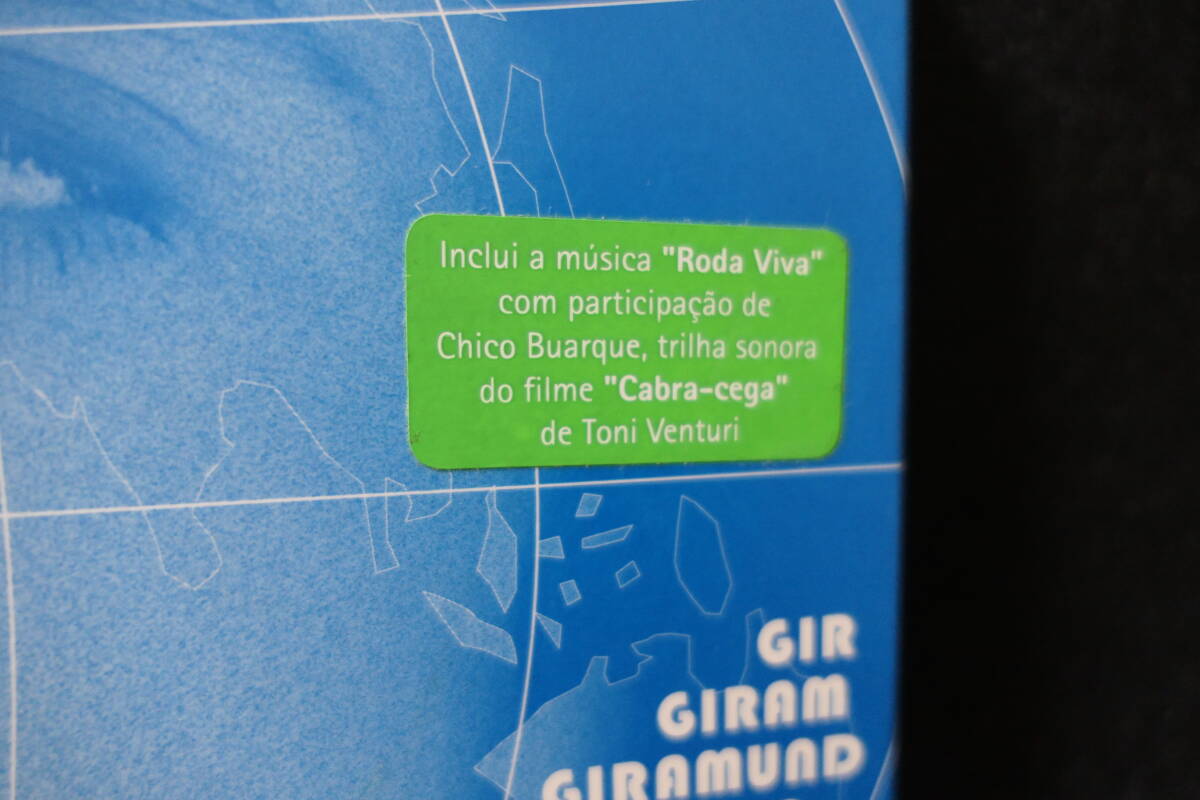 Inclui a música "Roda Viva"
com participação de
Chico Buarque, trilha sonora
do filme "Cabra-cega"
de Toni Venturi
GIR
GIRAM
GIRAMUND